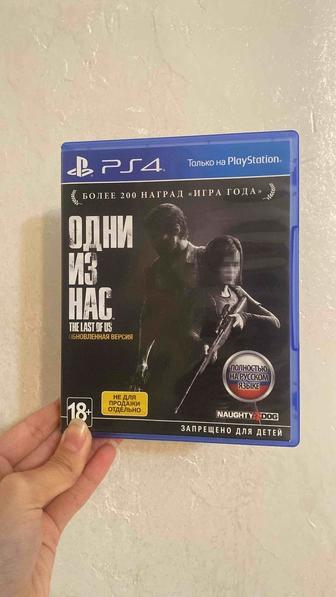 PS4
Только на PlayStation
БОЛЕЕ 200 НАГРАД «ИГРА ГОДА»
ОДНИ
ИЗ
НАС
THE LAST OF US
ОБНОВЛЕННАЯ ВЕРСИЯ
НЕ ДЛЯ
ПРОДАЖИ
ОТДЕЛЬНО
ПОЛНОСТЬЮ
НА РУССКОМ
ЯЗЫКЕ
18+
NAUGHTY DOG
ЗАПРЕЩЕНО ДЛЯ ДЕТЕЙ